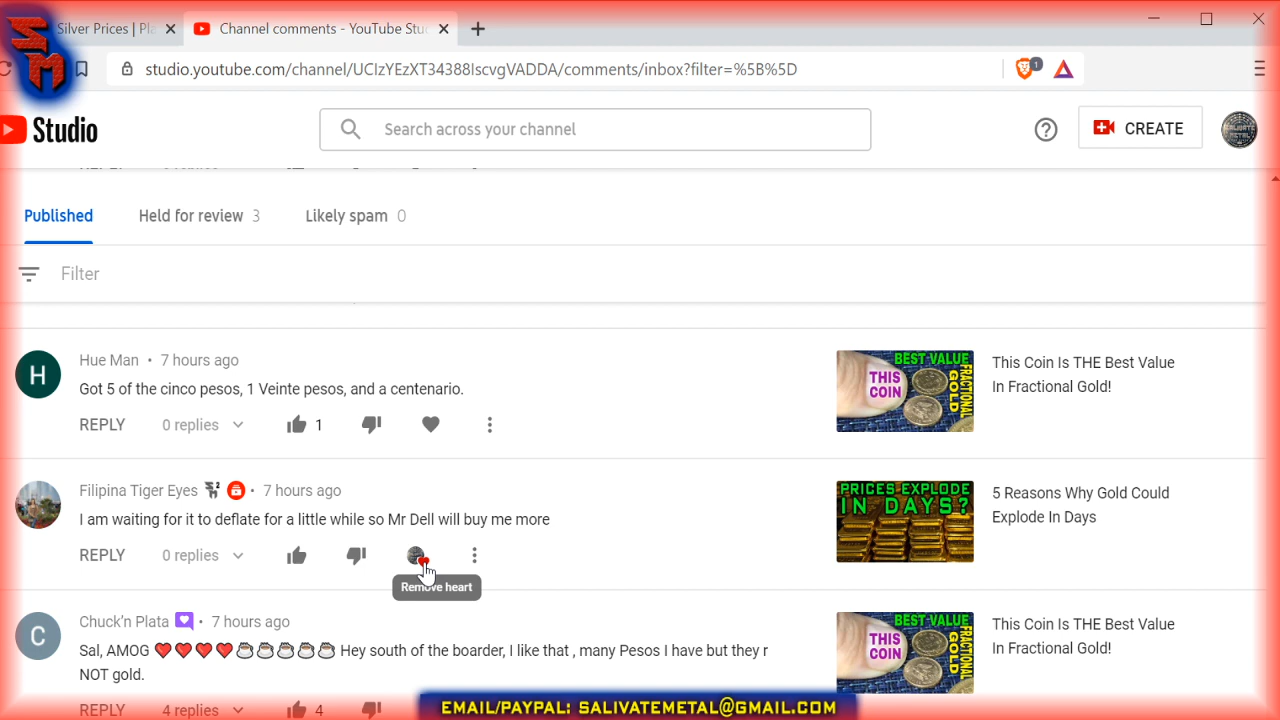 SM
Silver Prices | Pla
Channel comments - YouTube Stu
studio.youtube.com/channel/UCIzYEzXT34388IscvgVADDA/comments/inbox?filter=%5B%5D
1
Studio
Search across your channel
CREATE
Published
Held for review 3
Likely spam 0
Filter
H
Hue Man • 7 hours ago
Got 5 of the cinco pesos, 1 Veinte pesos, and a centenario.
REPLY 0 replies 1
BEST VALUE
THIS COIN
FRACTIONAL GOLD
This Coin Is THE Best Value
In Fractional Gold!
Filipina Tiger Eyes • 7 hours ago
I am waiting for it to deflate for a little while so Mr Dell will buy me more
REPLY 0 replies
Remove heart
PRICES EXPLODE
IN DAYS?
5 Reasons Why Gold Could
Explode In Days
C
Chuck'n Plata • 7 hours ago
Sal, AMOG ❤❤❤❤☕☕☕☕☕ Hey south of the boarder, I like that , many Pesos I have but they r
NOT gold.
REPLY 4 replies 4
BEST VALUE
THIS COIN
FRACTIONAL GOLD
This Coin Is THE Best Value
In Fractional Gold!
EMAIL/PAYPAL: SALIVATEMETAL@GMAIL.COM